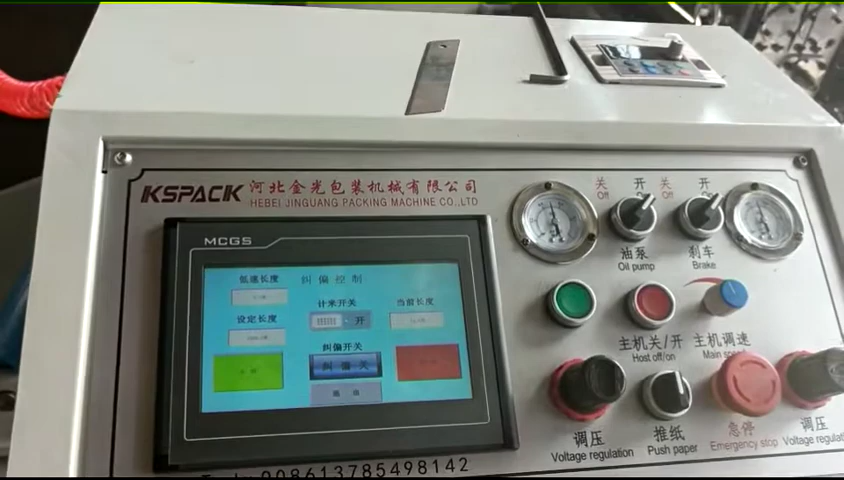 KSPACK 河北金光包装机械有限公司
HEBEI JINGUANG PACKING MACHINE CO.,LTD.
MCGS
低速长度 纠偏控制
计米开关 当前长度
开
设定长度
纠偏开关
纠偏关
关 开 关 开
Off On Off On
油泵 刹车
Oil pump Brake
主机关/开 主机调速
Host off/on Main speed
调压 推纸 急停 调压
Voltage regulation Push paper Emergency stop Voltage regulat
008613785498142